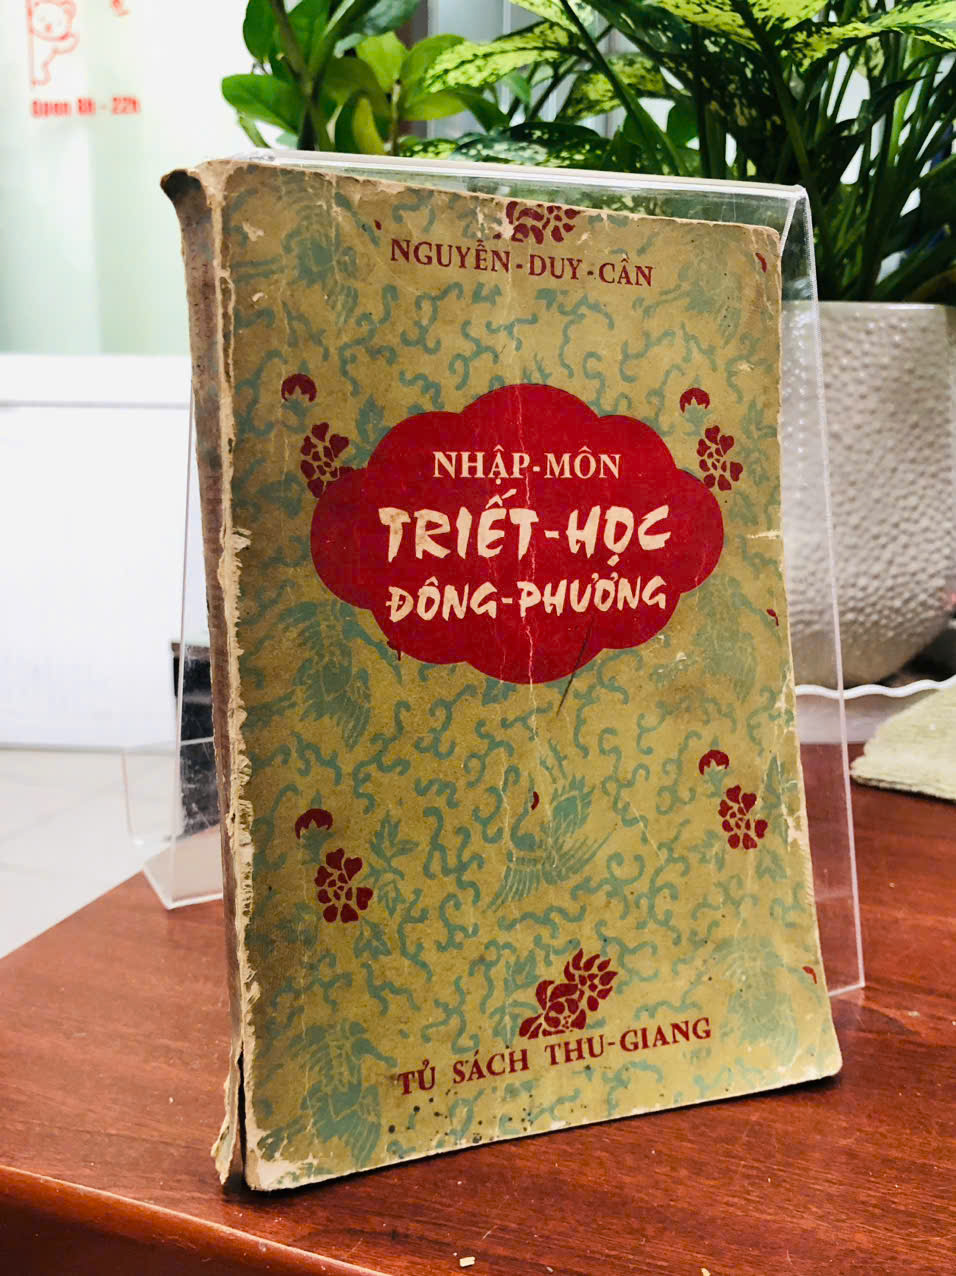 Open 8h - 22h
NGUYỄN-DUY-CẦN
NHẬP-MÔN
TRIẾT-HỌC
ĐÔNG-PHƯƠNG
TỦ SÁCH THU-GIANG